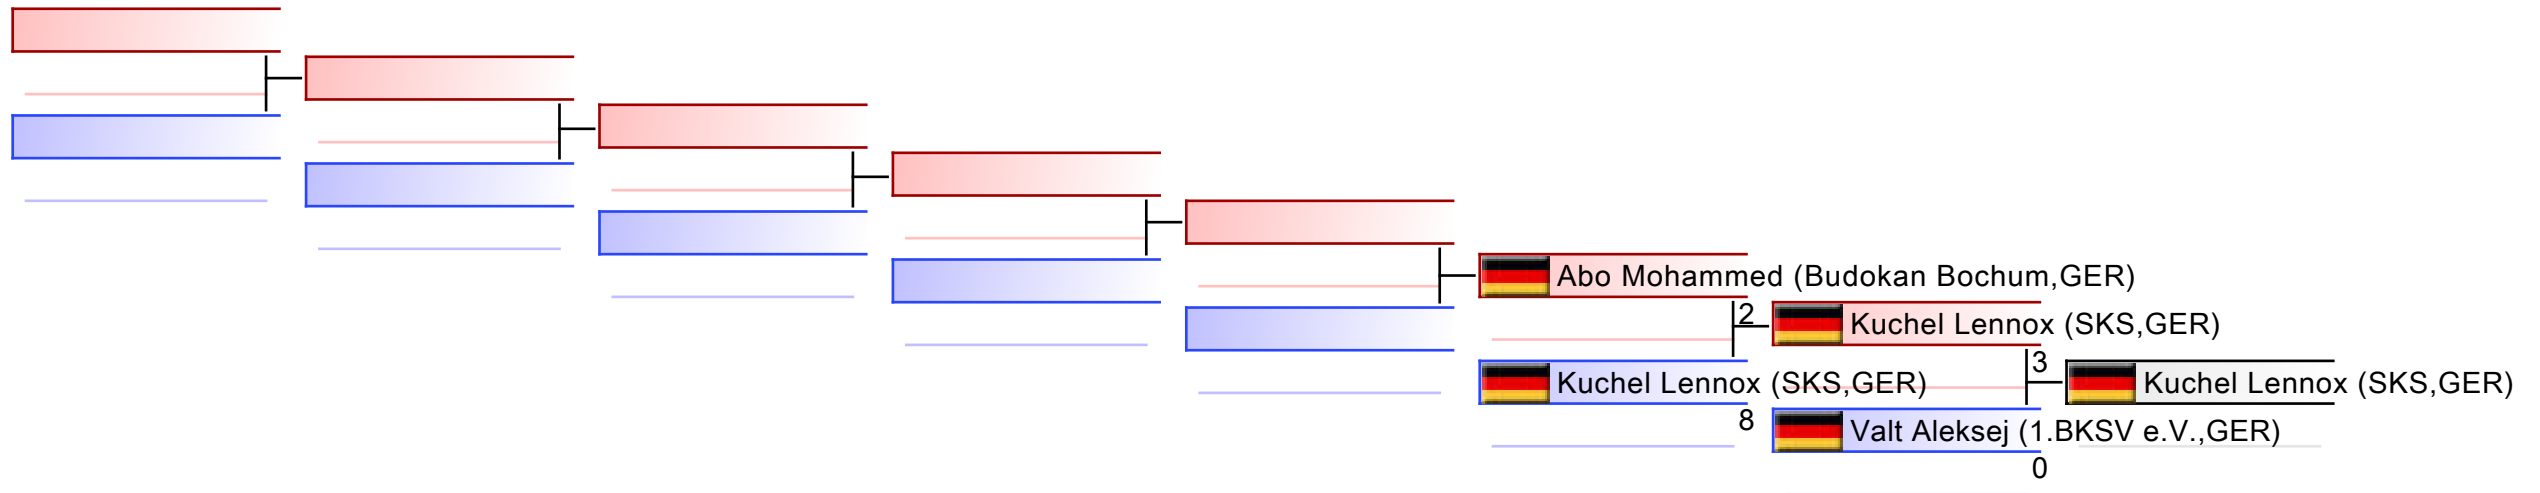 Abo Mohammed (Budokan Bochum,GER)
2
Kuchel Lennox (SKS,GER)
8
Kuchel Lennox (SKS,GER)
3
Valt Aleksej (1.BKSV e.V.,GER)
0
Kuchel Lennox (SKS,GER)